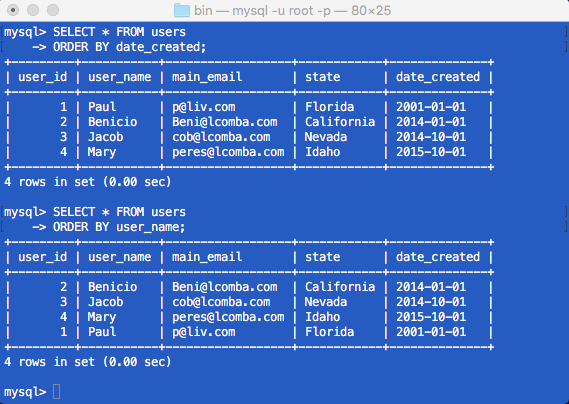 bin — mysql -u root -p — 80×25
mysql> SELECT * FROM users
    -> ORDER BY date_created;
+---------+-----------+------------------+------------+--------------+
| user_id | user_name | main_email       | state      | date_created |
+---------+-----------+------------------+------------+--------------+
|       1 | Paul      | p@liv.com        | Florida    | 2001-01-01   |
|       2 | Benicio   | Beni@lcomba.com  | California | 2014-01-01   |
|       3 | Jacob     | cob@lcomba.com   | Nevada     | 2014-10-01   |
|       4 | Mary      | peres@lcomba.com | Idaho      | 2015-10-01   |
+---------+-----------+------------------+------------+--------------+
4 rows in set (0.00 sec)

mysql> SELECT * FROM users
    -> ORDER BY user_name;
+---------+-----------+------------------+------------+--------------+
| user_id | user_name | main_email       | state      | date_created |
+---------+-----------+------------------+------------+--------------+
|       2 | Benicio   | Beni@lcomba.com  | California | 2014-01-01   |
|       3 | Jacob     | cob@lcomba.com   | Nevada     | 2014-10-01   |
|       4 | Mary      | peres@lcomba.com | Idaho      | 2015-10-01   |
|       1 | Paul      | p@liv.com        | Florida    | 2001-01-01   |
+---------+-----------+------------------+------------+--------------+
4 rows in set (0.00 sec)

mysql>